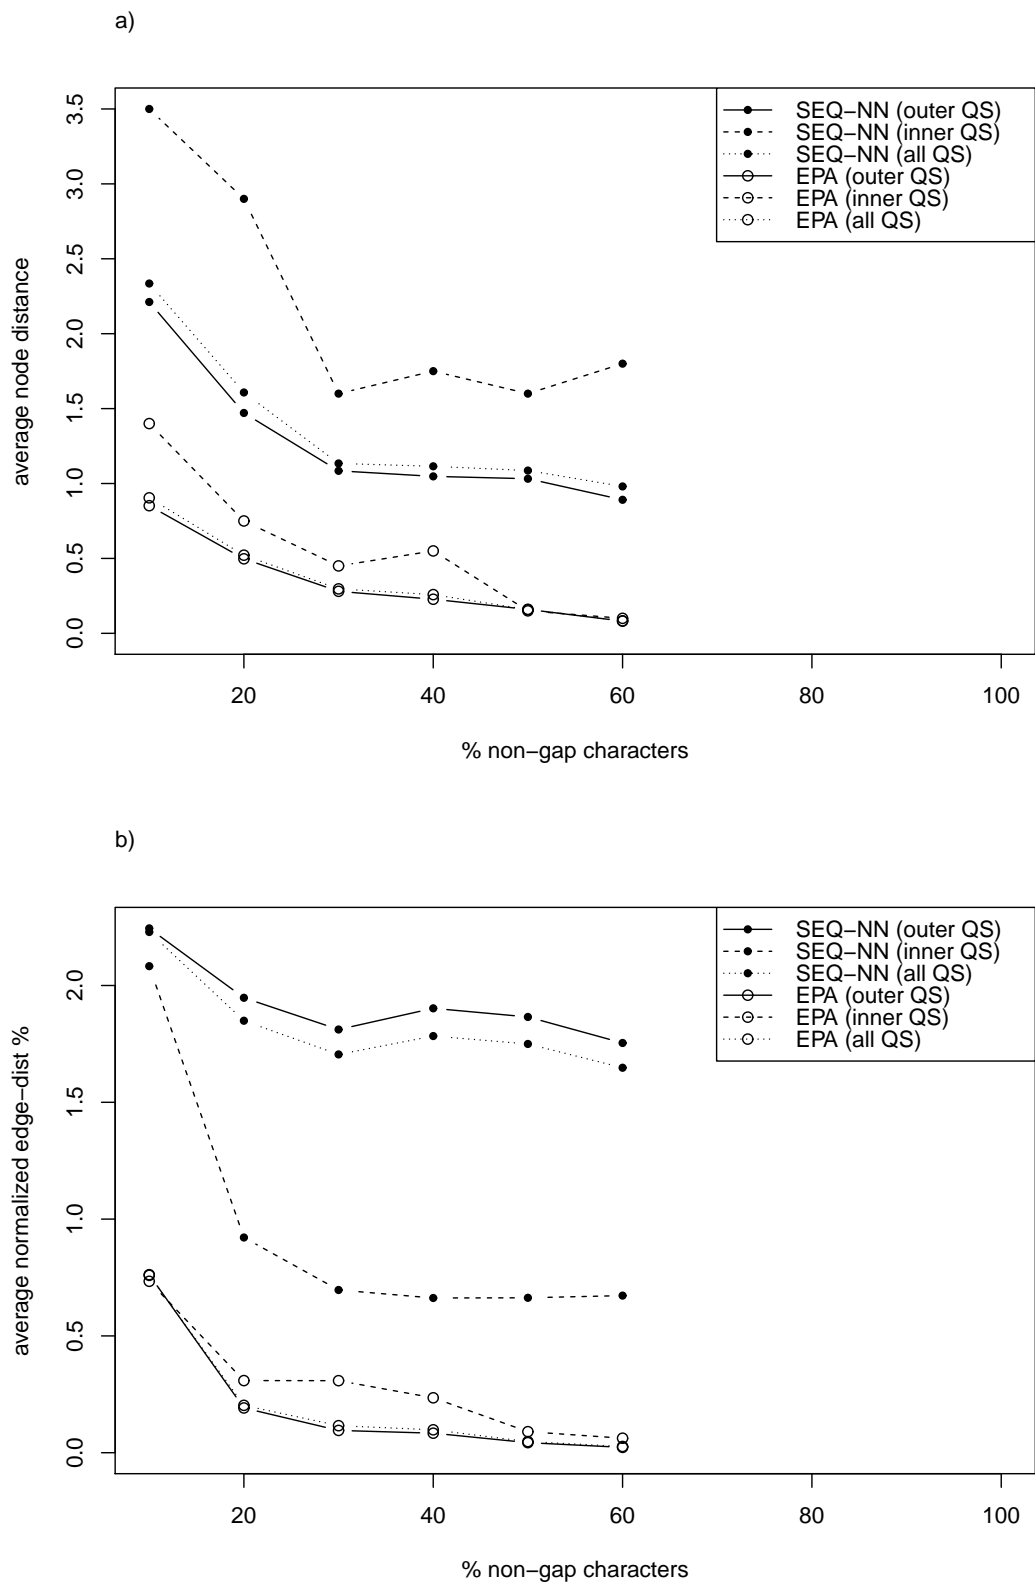 a)
3.5
3.0
2.5
2.0
1.5
1.0
0.5
0.0
average node distance
SEQ−NN (outer QS)
SEQ−NN (inner QS)
SEQ−NN (all QS)
EPA (outer QS)
EPA (inner QS)
EPA (all QS)
20 40 60 80 100
% non−gap characters
b)
2.0
1.5
1.0
0.5
0.0
average normalized edge−dist %
SEQ−NN (outer QS)
SEQ−NN (inner QS)
SEQ−NN (all QS)
EPA (outer QS)
EPA (inner QS)
EPA (all QS)
20 40 60 80 100
% non−gap characters